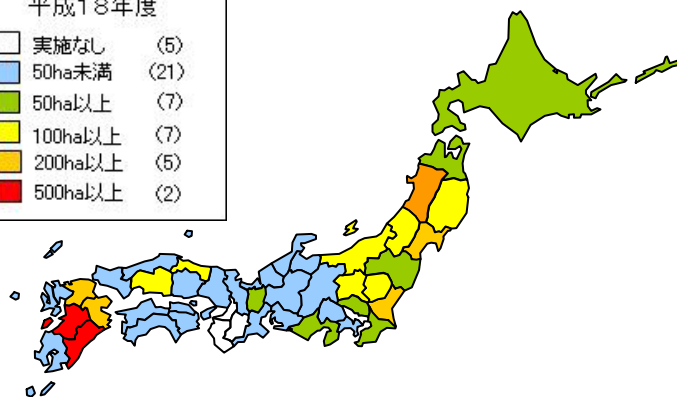 平成18年度
実施なし (5)
50ha未満 (21)
50ha以上 (7)
100ha以上 (7)
200ha以上 (5)
500ha以上 (2)